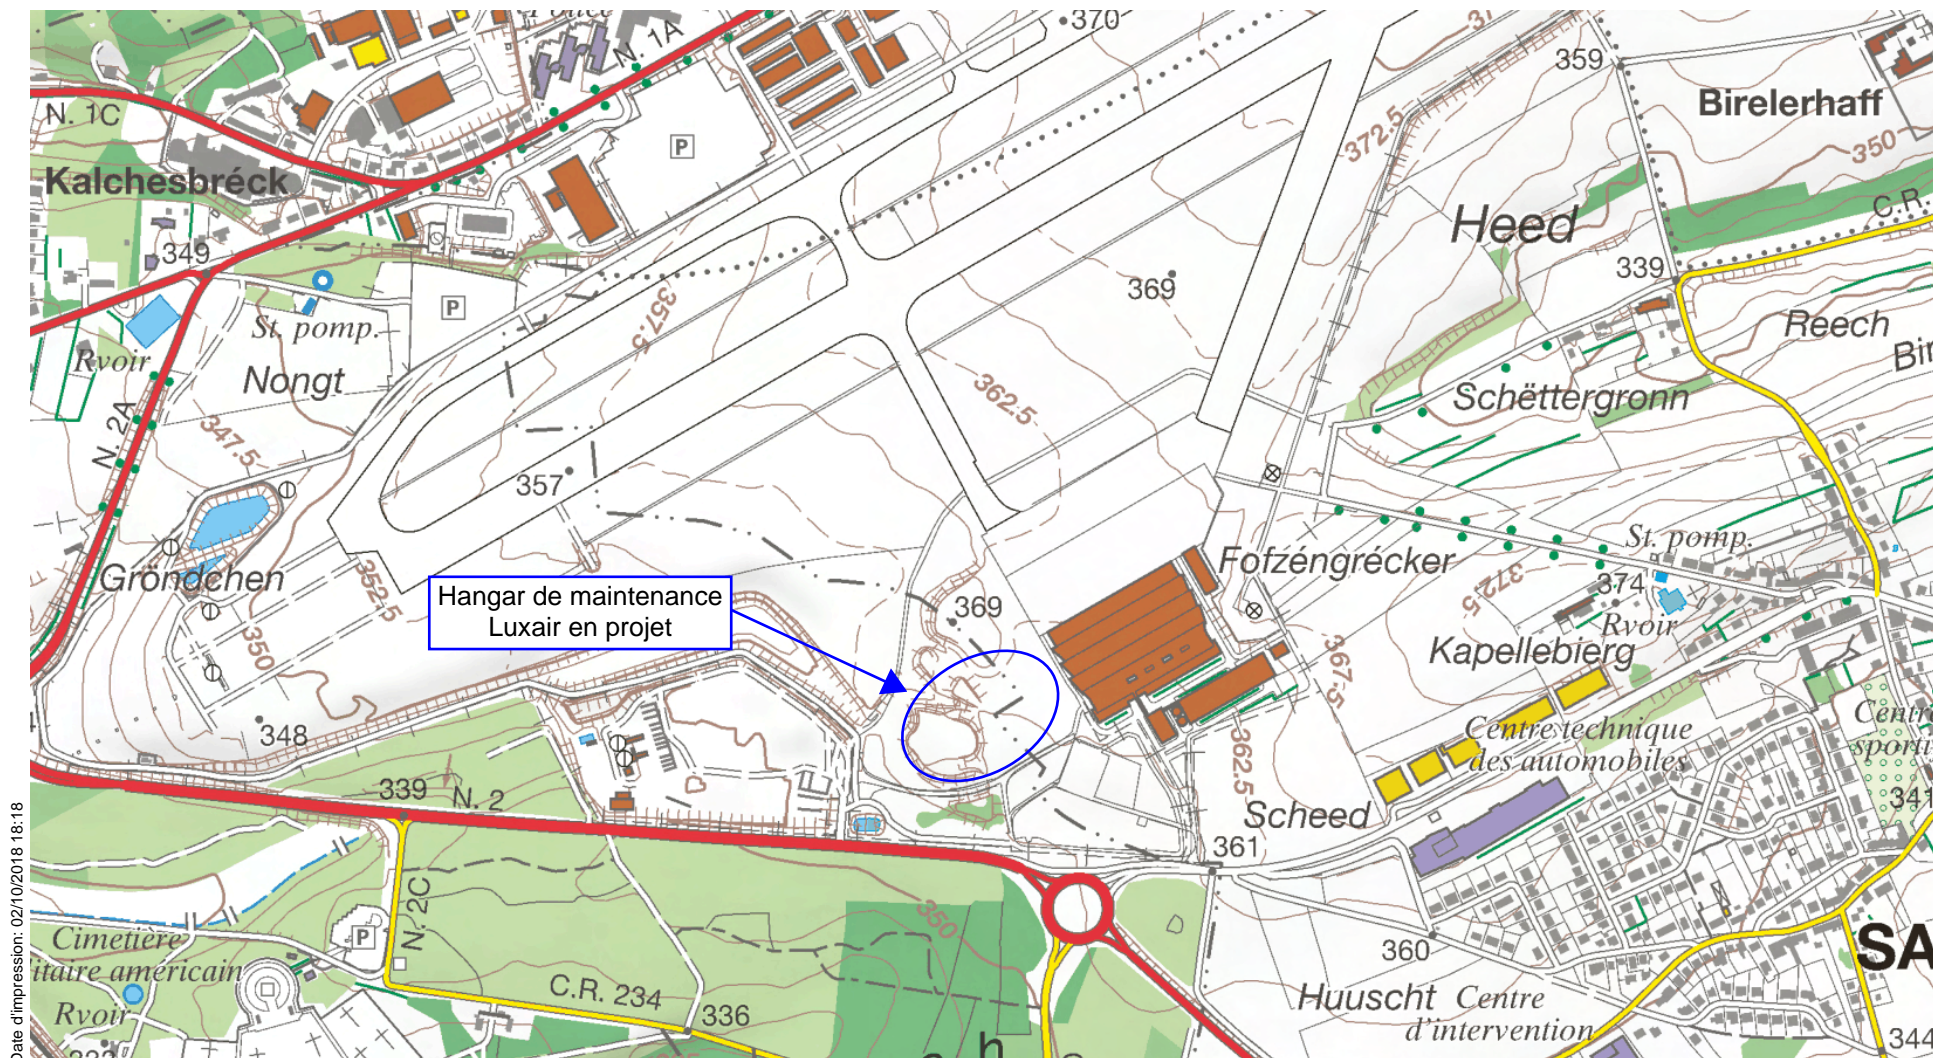 370
N. 1A
359
Birelerhaff
N. 1C
P
372.5
350
Kalchesbréck
C.R.
Heed
349
339
369
P
357.5
St. pomp.
Reech
Rvoir
Nongt
362.5
Schëttergronn
N. 2A
347.5
357
St. pomp.
Fofzéngrécker
Gröndchen
352.5
372.5
374
Hangar de maintenance
Luxair en projet
369
Rvoir
350
Kapellebierg
367.5
348
Centre technique
des automobiles
362.5
339
N. 2
Scheed
341
361
350
N. 2C
P
Cimetière
itaire américain
360
SA
C.R. 234
Huuscht
Centre
d'intervention
Rvoir
336
344
h
Date d'impression: 02/10/2018 18:18